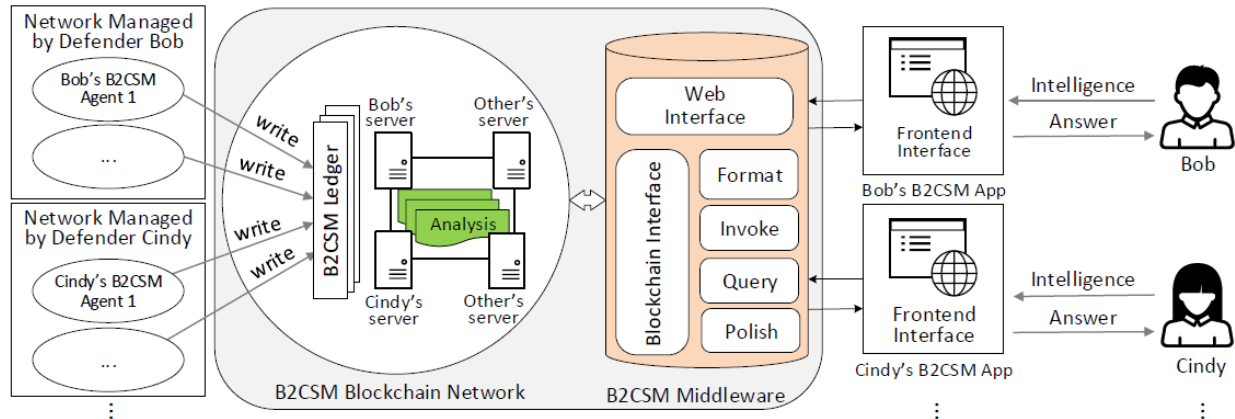 Network Managed
by Defender Bob
Bob's B2CSM
Agent 1
...
Network Managed
by Defender Cindy
Cindy's B2CSM
Agent 1
...
write
write
write
write
B2CSM Ledger
Bob's
server
Other's
server
Analysis
Cindy's
server
Other's
server
B2CSM Blockchain Network
Web
Interface
Blockchain Interface
Format
Invoke
Query
Polish
B2CSM Middleware
Frontend
Interface
Bob's B2CSM App
Frontend
Interface
Cindy's B2CSM App
Intelligence
Answer
Bob
Intelligence
Answer
Cindy